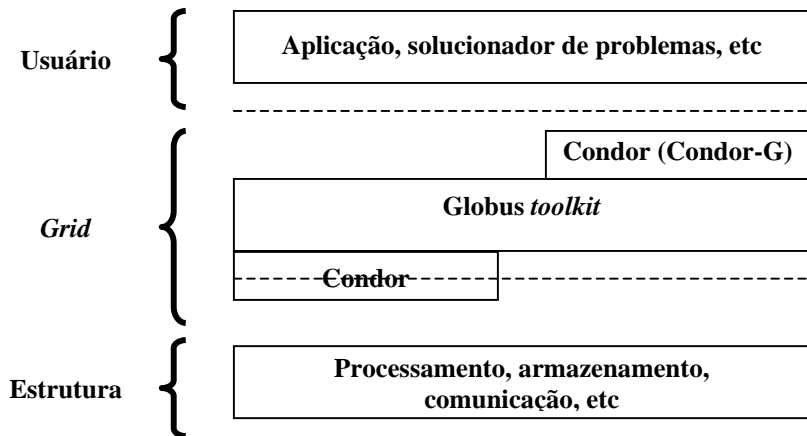 Usuário
Aplicação, solucionador de problemas, etc
Condor (Condor-G)
Grid
Globus toolkit
Condor
Estrutura
Processamento, armazenamento,
comunicação, etc